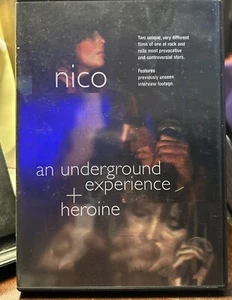 nico
Two unique, very different
films of one of rock and
rolls most provocative
and controversial stars.
Features
previously unseen
interview footage.
an underground
experience
+
heroine